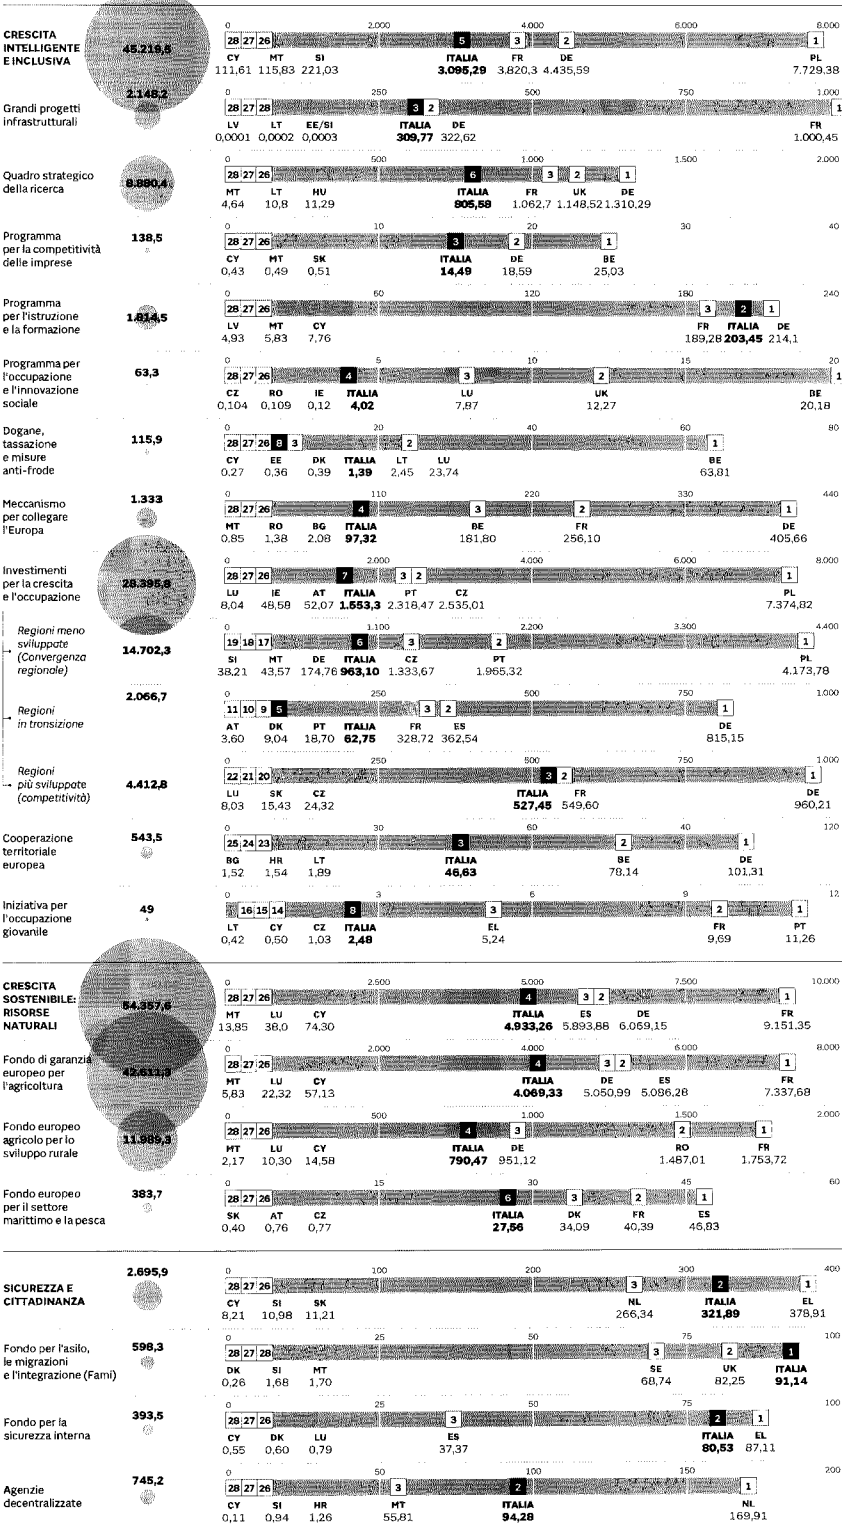 0 2.000 4.000 6.000 8.000
CRESCITA
INTELLIGENTE
E INCLUSIVA
45.219,5
28 27 26 5 3 2 1
CY MT SI ITALIA FR DE PL
111,61 115,83 221,03 3.095,29 3.820,3 4.435,59 7.729,38
0 250 500 750 1.000
Grandi progetti
infrastrutturali
2.148,2
28 27 28 3 2 1
LV LT EE/SI ITALIA DE FR
0,0001 0,0002 0,0003 309,77 322,62 1.000,45
0 500 1.000 1.500 2.000
Quadro strategico
della ricerca
8.880,4
28 27 26 6 3 2 1
MT LT HU ITALIA FR UK DE
4,64 10,8 11,29 805,58 1.062,7 1.148,52 1.310,29
0 10 20 30 40
Programma
per la competitività
delle imprese
138,5
28 27 26 3 2 1
CY MT SK ITALIA DE BE
0,43 0,49 0,51 14,49 18,59 25,03
0 60 120 180 240
Programma
per l'istruzione
e la formazione
1.814,5
28 27 26 3 2 1
LV MT CY FR ITALIA DE
4,93 5,83 7,76 189,28 203,45 214,1
0 5 10 15 20
Programma per
l'occupazione
e l'innovazione
sociale
63,3
28 27 26 4 3 2 1
CZ RO IE ITALIA LU UK BE
0,104 0,109 0,12 4,02 7,87 12,27 20,18
0 20 40 60 80
Dogane,
tassazione
e misure
anti-frode
115,9
28 27 26 8 3 2 1
CY EE DK ITALIA LT LU BE
0,27 0,36 0,39 1,39 2,45 23,74 63,81
0 110 220 330 440
Meccanismo
per collegare
l'Europa
1.333
28 27 26 4 3 2 1
MT RO BG ITALIA BE FR DE
0,85 1,38 2,08 97,32 181,80 256,10 405,66
0 2.000 4.000 6.000 8.000
Investimenti
per la crescita
e l'occupazione
28.395,8
28 27 26 7 3 2 1
LU IE AT ITALIA PT CZ PL
8,04 48,58 52,07 1.553,3 2.318,47 2.535,01 7.374,82
0 1.100 2.200 3.300 4.400
Regioni meno
sviluppate
(Convergenza
regionale)
14.702,3
19 18 17 6 3 2 1
SI MT DE ITALIA CZ PT PL
38,21 43,57 174,76 963,10 1.333,67 1.965,32 4.173,78
0 250 500 750 1.000
Regioni
in transizione
2.066,7
11 10 9 5 3 2 1
AT DK PT ITALIA FR ES DE
3,60 9,04 18,70 62,75 328,72 362,54 815,15
0 500 1.000
Regioni
più sviluppate
(competitività)
4.412,8
22 21 20 3 2 1
LU SK CZ ITALIA FR DE
8,03 15,43 24,32 527,45 549,60 960,21
0 30 60 40 120
Cooperazione
territoriale
europea
543,5
25 24 23 3 2 1
BG HR LT ITALIA BE DE
1,52 1,54 1,89 46,63 78,14 101,31
0 3 6 9 12
Iniziativa per
l'occupazione
giovanile
49
16 15 14 8 3 2 1
LT CY CZ ITALIA EL FR PT
0,42 0,50 1,03 2,48 5,24 9,69 11,26
0 2.500 5.000 7.500 10.000
CRESCITA
SOSTENIBILE:
RISORSE
NATURALI
54.357,6
28 27 26 4 3 2 1
MT LU CY ITALIA ES DE FR
13,85 38,0 74,30 4.933,26 5.893,88 6.059,15 9.151,35
0 2.000 4.000 6.000 8.000
Fondo di garanzia
europeo per
l'agricoltura
42.611,3
28 27 26 4 3 2 1
MT LU CY ITALIA DE ES FR
5,83 22,32 57,13 4.069,33 5.050,99 5.086,28 7.337,68
0 500 1.000 1.500 2.000
Fondo europeo
agricolo per lo
sviluppo rurale
11.989,3
28 27 26 4 3 2 1
MT LU CY ITALIA DE RO FR
2,17 10,30 14,58 790,47 951,12 1.487,01 1.753,72
0 15 30 45 60
Fondo europeo
per il settore
marittimo e la pesca
383,7
28 27 26 6 3 2 1
SK AT CZ ITALIA DK FR ES
0,40 0,76 0,77 27,56 34,09 40,39 45,83
0 100 200 300 400
SICUREZZA E
CITTADINANZA
2.695,9
28 27 26 3 2 1
CY SI SK NL ITALIA EL
8,21 10,98 11,21 266,34 321,89 378,91
0 25 50 75 100
Fondo per l'asilo,
le migrazioni
e l'integrazione (Fami)
598,3
28 27 28 3 2 1
DK SI MT SE UK ITALIA
0,26 1,68 1,70 68,74 82,25 91,14
0 25 50 75 100
Fondo per la
sicurezza interna
393,5
28 27 26 3 2 1
CY DK LU ES ITALIA EL
0,55 0,60 0,79 37,37 80,53 87,11
0 50 100 150 200
Agenzie
decentralizzate
745,2
28 27 26 3 2 1
CY SI HR MT ITALIA NL
0,11 0,94 1,26 55,81 94,28 169,91